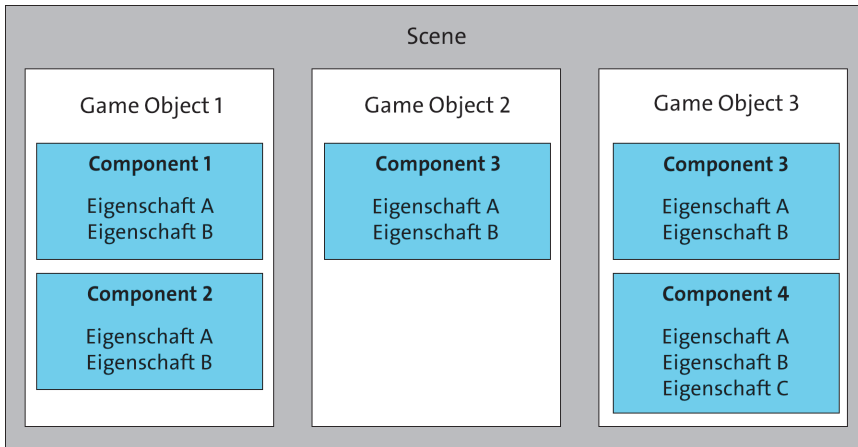 Scene
Game Object 1
Component 1
Eigenschaft A
Eigenschaft B
Component 2
Eigenschaft A
Eigenschaft B
Game Object 2
Component 3
Eigenschaft A
Eigenschaft B
Game Object 3
Component 3
Eigenschaft A
Eigenschaft B
Component 4
Eigenschaft A
Eigenschaft B
Eigenschaft C